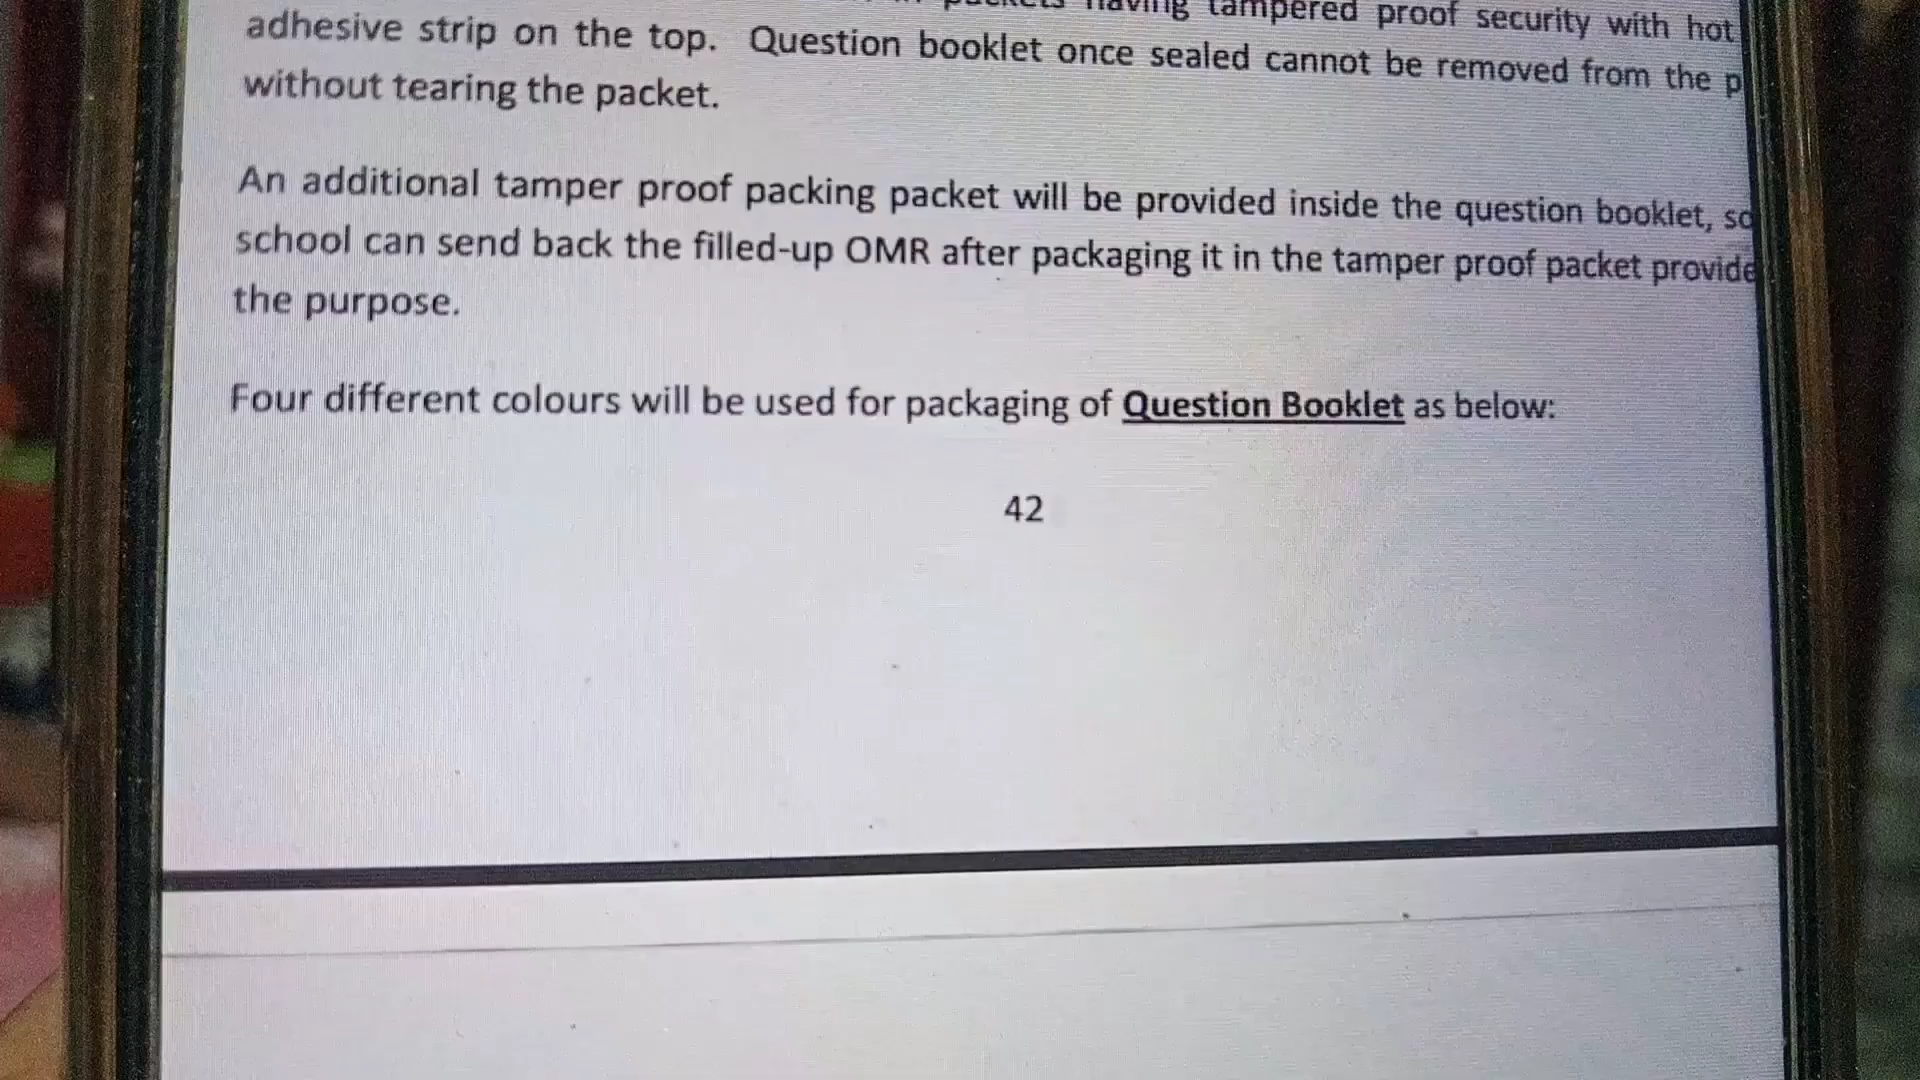 having tampered proof security with hot
adhesive strip on the top. Question booklet once sealed cannot be removed from the p
without tearing the packet.
An additional tamper proof packing packet will be provided inside the question booklet, so
school can send back the filled-up OMR after packaging it in the tamper proof packet provide
the purpose.
Four different colours will be used for packaging of Question Booklet as below:
42